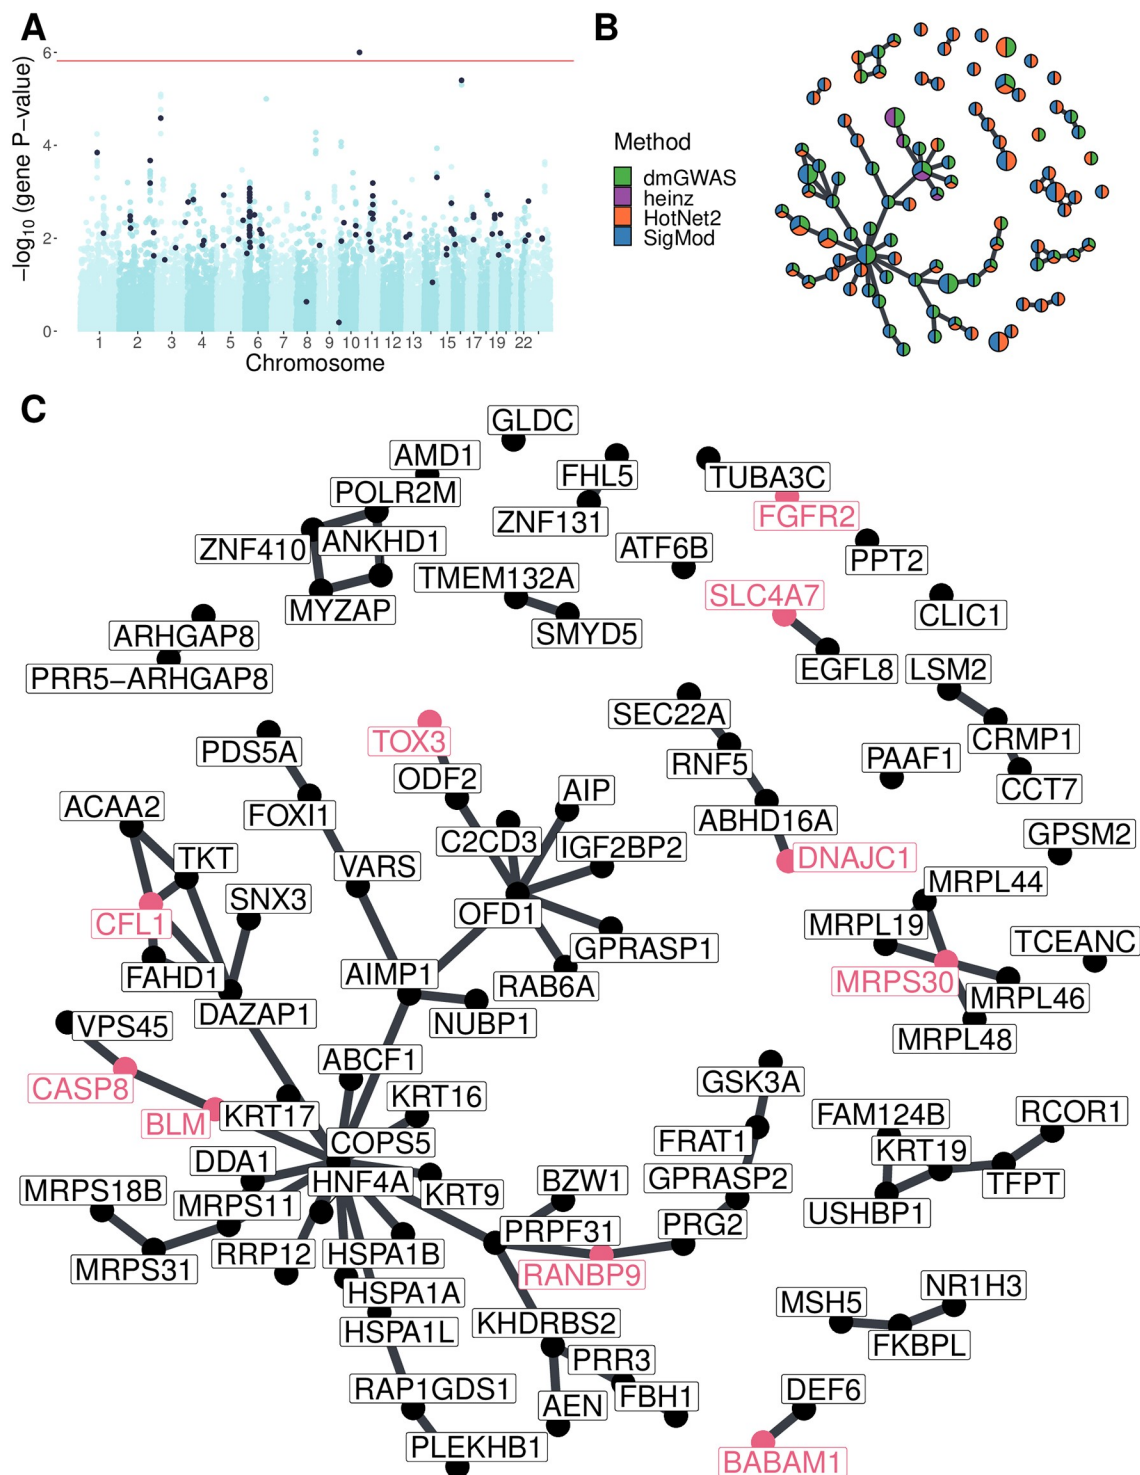 A
−log10 (gene P−value)
6
4
2
0
1 2 3 4 5 6 7 8 9 10 11 12 13 15 17 19 22
Chromosome
B
Method
dmGWAS
heinz
HotNet2
SigMod
C
GLDC
AMD1
FHL5
TUBA3C
POLR2M
ZNF131
FGFR2
ZNF410
ANKHD1
ATF6B
PPT2
TMEM132A
MYZAP
SLC4A7
CLIC1
ARHGAP8
SMYD5
PRR5−ARHGAP8
EGFL8
LSM2
SEC22A
CRMP1
PDS5A
TOX3
RNF5
PAAF1
ODF2
CCT7
ACAA2
FOXI1
AIP
ABHD16A
GPSM2
C2CD3
IGF2BP2
TKT
VARS
DNAJC1
MRPL44
SNX3
CFL1
OFD1
MRPL19
TCEANC
GPRASP1
FAHD1
AIMP1
RAB6A
MRPS30
MRPL46
DAZAP1
NUBP1
VPS45
MRPL48
ABCF1
CASP8
GSK3A
KRT16
BLM
KRT17
FAM124B
RCOR1
COPS5
FRAT1
KRT19
DDA1
HNF4A
GPRASP2
MRPS18B
KRT9
BZW1
TFPT
MRPS11
PRG2
USHBP1
PRPF31
RRP12
HSPA1B
MRPS31
RANBP9
HSPA1A
NR1H3
MSH5
KHDRBS2
HSPA1L
FKBPL
PRR3
RAP1GDS1
FBH1
DEF6
AEN
PLEKHB1
BABAM1